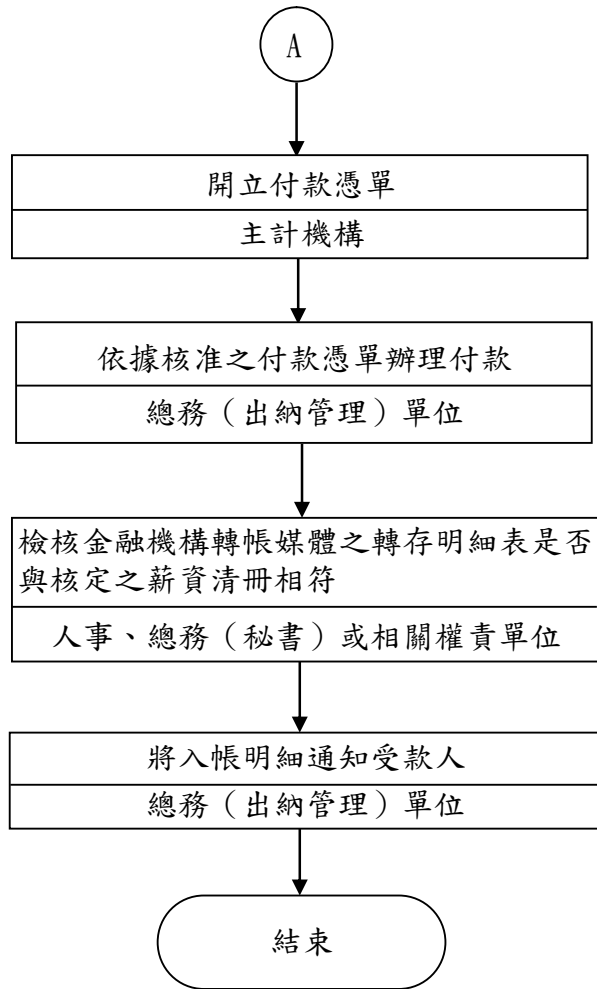 A
開立付款憑單
主計機構
依據核准之付款憑單辦理付款
總務（出納管理）單位
檢核金融機構轉帳媒體之轉存明細表是否
與核定之薪資清冊相符
人事、總務（秘書）或相關權責單位
將入帳明細通知受款人
總務（出納管理）單位
結束